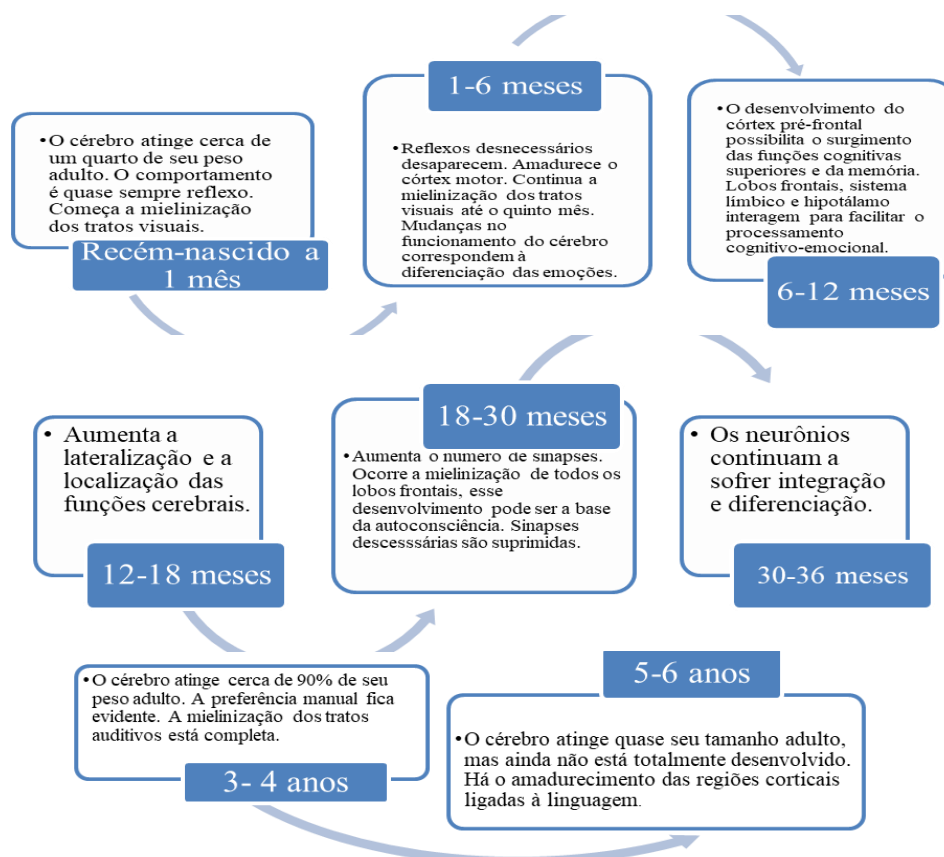 •O cérebro atinge cerca de
um quarto de seu peso
adulto. O comportamento
é quase sempre reflexo.
Começa a mielinização
dos tratos visuais.
Recém-nascido a
1 mês
1-6 meses
•Reflexos desnecessários
desaparecem. Amadurece o
córtex motor. Continua a
mielinização dos tratos
visuais até o quinto mês.
Mudanças no
funcionamento do cérebro
correspondem à
diferenciação das emoções.
•O desenvolvimento do
córtex pré-frontal
possibilita o surgimento
das funções cognitivas
superiores e da memória.
Lobos frontais, sistema
límbico e hipotálamo
interagem para facilitar o
processamento
cognitivo-emocional.
6-12 meses
• Aumenta a
lateralização e a
localização das
funções cerebrais.
12-18 meses
18-30 meses
•Aumenta o número de sinapses.
Ocorre a mielinização de todos os
lobos frontais, esse
desenvolvimento pode ser a base
da autoconsciência. Sinapses
descesssárias são suprimidas.
• Os neurônios
continuam a
sofrer integração
e diferenciação.
30-36 meses
•O cérebro atinge cerca de 90% de seu
peso adulto. A preferência manual fica
evidente. A mielinização dos tratos
auditivos está completa.
3- 4 anos
5-6 anos
•O cérebro atinge quase seu tamanho adulto,
mas ainda não está totalmente desenvolvido.
Há o amadurecimento das regiões corticais
ligadas à linguagem.